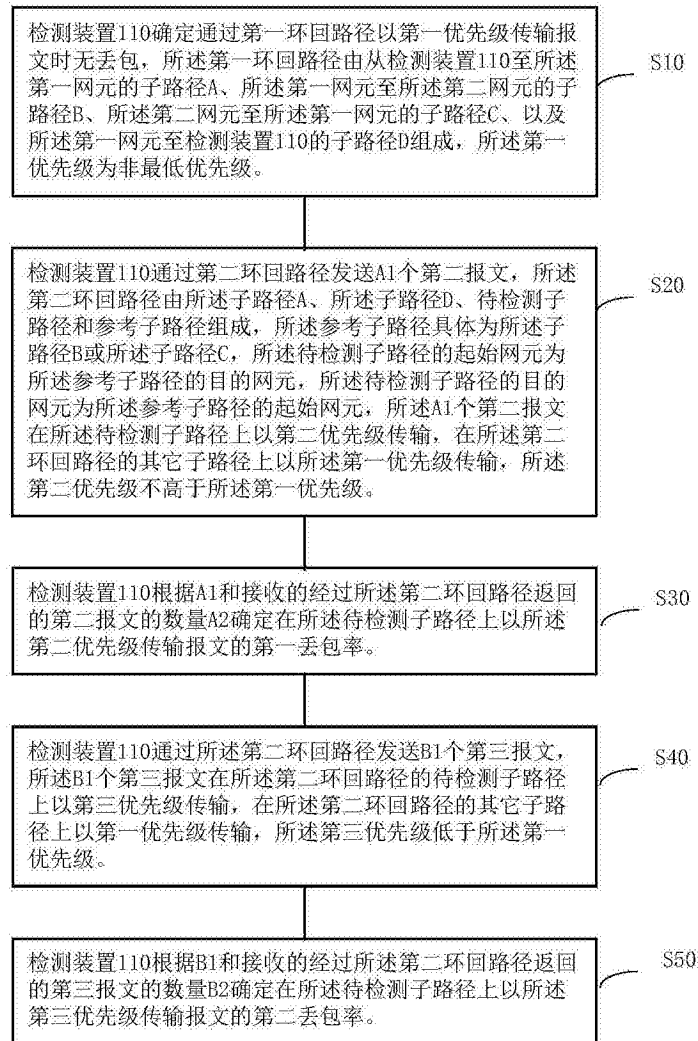 检测装置110确定通过第一环回路径以第一优先级传输报
文时无丢包，所述第一环回路径由从检测装置110至所述
第一网元的子路径A、所述第一网元至所述第二网元的子
路径B、所述第二网元至所述第一网元的子路径C、以及
所述第一网元至检测装置110的子路径D组成，所述第一
优先级为非最低优先级。
S10
检测装置110通过第二环回路径发送A1个第二报文，所述
第二环回路径由所述子路径A、所述子路径D、待检测子
路径和参考子路径组成，所述参考子路径具体为所述子
路径B或所述子路径C，所述待检测子路径的起始网元为
所述参考子路径的目的网元，所述待检测子路径的目的
网元为所述参考子路径的起始网元，所述A1个第二报文
在所述待检测子路径上以第二优先级传输，在所述第二
环回路径的其它子路径上以所述第一优先级传输，所述
第二优先级不高于所述第一优先级。
S20
检测装置110根据A1和接收的经过所述第二环回路径返回
的第二报文的数量A2确定在所述待检测子路径上以所述
第二优先级传输报文的第一丢包率。
S30
检测装置110通过所述第二环回路径发送B1个第三报文，
所述B1个第三报文在所述第二环回路径的待检测子路径
上以第三优先级传输，在所述第二环回路径的其它子路
径上以第一优先级传输，所述第三优先级低于所述第一
优先级。
S40
检测装置110根据B1和接收的经过所述第二环回路径返回
的第三报文的数量B2确定在所述待检测子路径上以所述
第三优先级传输报文的第二丢包率。
S50